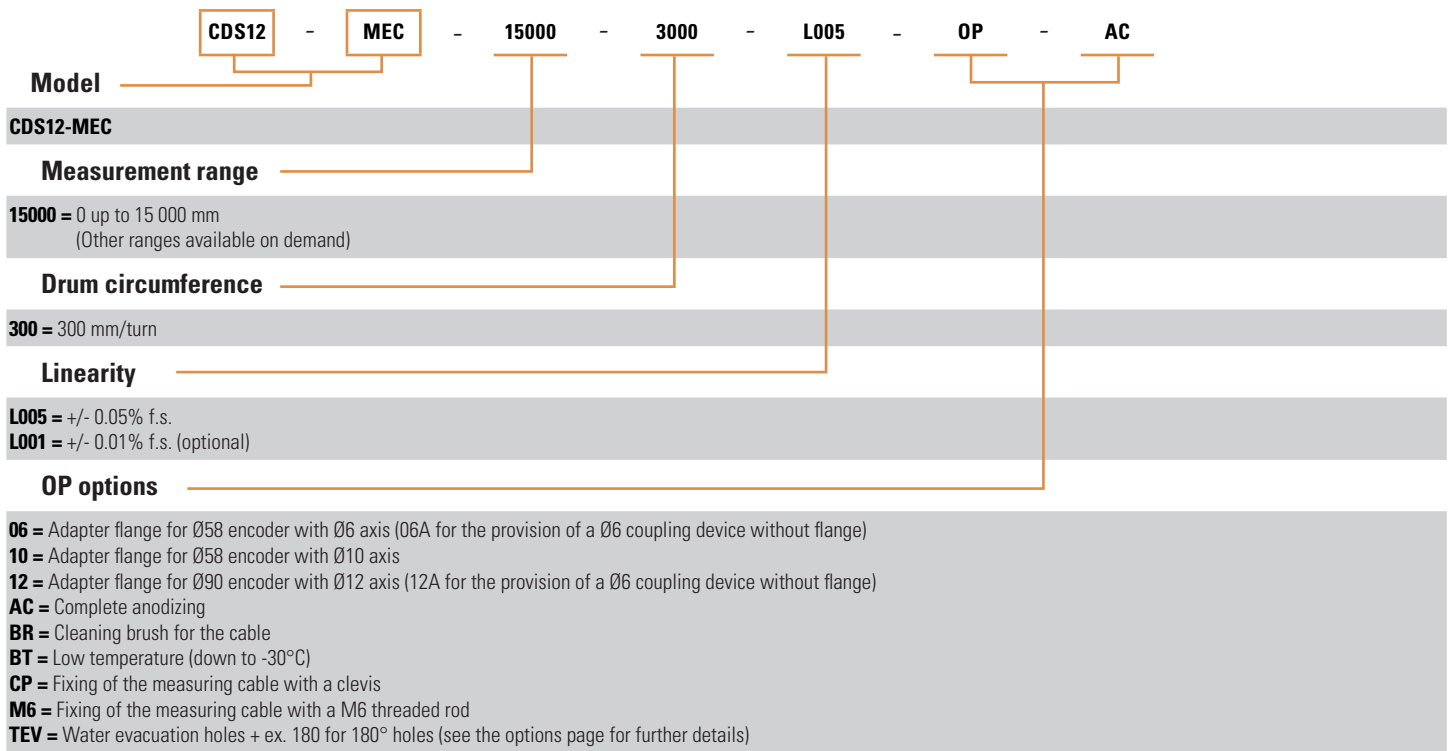 CDS12 - MEC - 15000 - 3000 - L005 - OP - AC
Model
CDS12-MEC
Measurement range
15000 = 0 up to 15 000 mm
(Other ranges available on demand)
Drum circumference
300 = 300 mm/turn
Linearity
L005 = +/- 0.05% f.s.
L001 = +/- 0.01% f.s. (optional)
OP options
06 = Adapter flange for Ø58 encoder with Ø6 axis (06A for the provision of a Ø6 coupling device without flange)
10 = Adapter flange for Ø58 encoder with Ø10 axis
12 = Adapter flange for Ø90 encoder with Ø12 axis (12A for the provision of a Ø6 coupling device without flange)
AC = Complete anodizing
BR = Cleaning brush for the cable
BT = Low temperature (down to -30°C)
CP = Fixing of the measuring cable with a clevis
M6 = Fixing of the measuring cable with a M6 threaded rod
TEV = Water evacuation holes + ex. 180 for 180° holes (see the options page for further details)